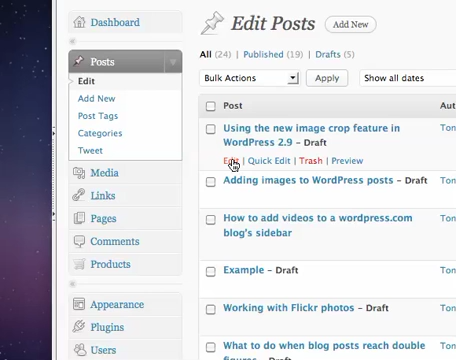 Dashboard
Posts
Edit
Add New
Post Tags
Categories
Tweet
Media
Links
Pages
Comments
Products
Appearance
Plugins
Users
Edit Posts Add New
All (24) | Published (19) | Drafts (5)
Bulk Actions Apply Show all dates
Post Aut
Using the new image crop feature in Ton
WordPress 2.9 – Draft
Edit | Quick Edit | Trash | Preview
Adding images to WordPress posts – Draft Ton
How to add videos to a wordpress.com Ton
blog's sidebar
Example – Draft Ton
Working with Flickr photos – Draft Ton
What to do when blog posts reach double Ton
figures – Draft